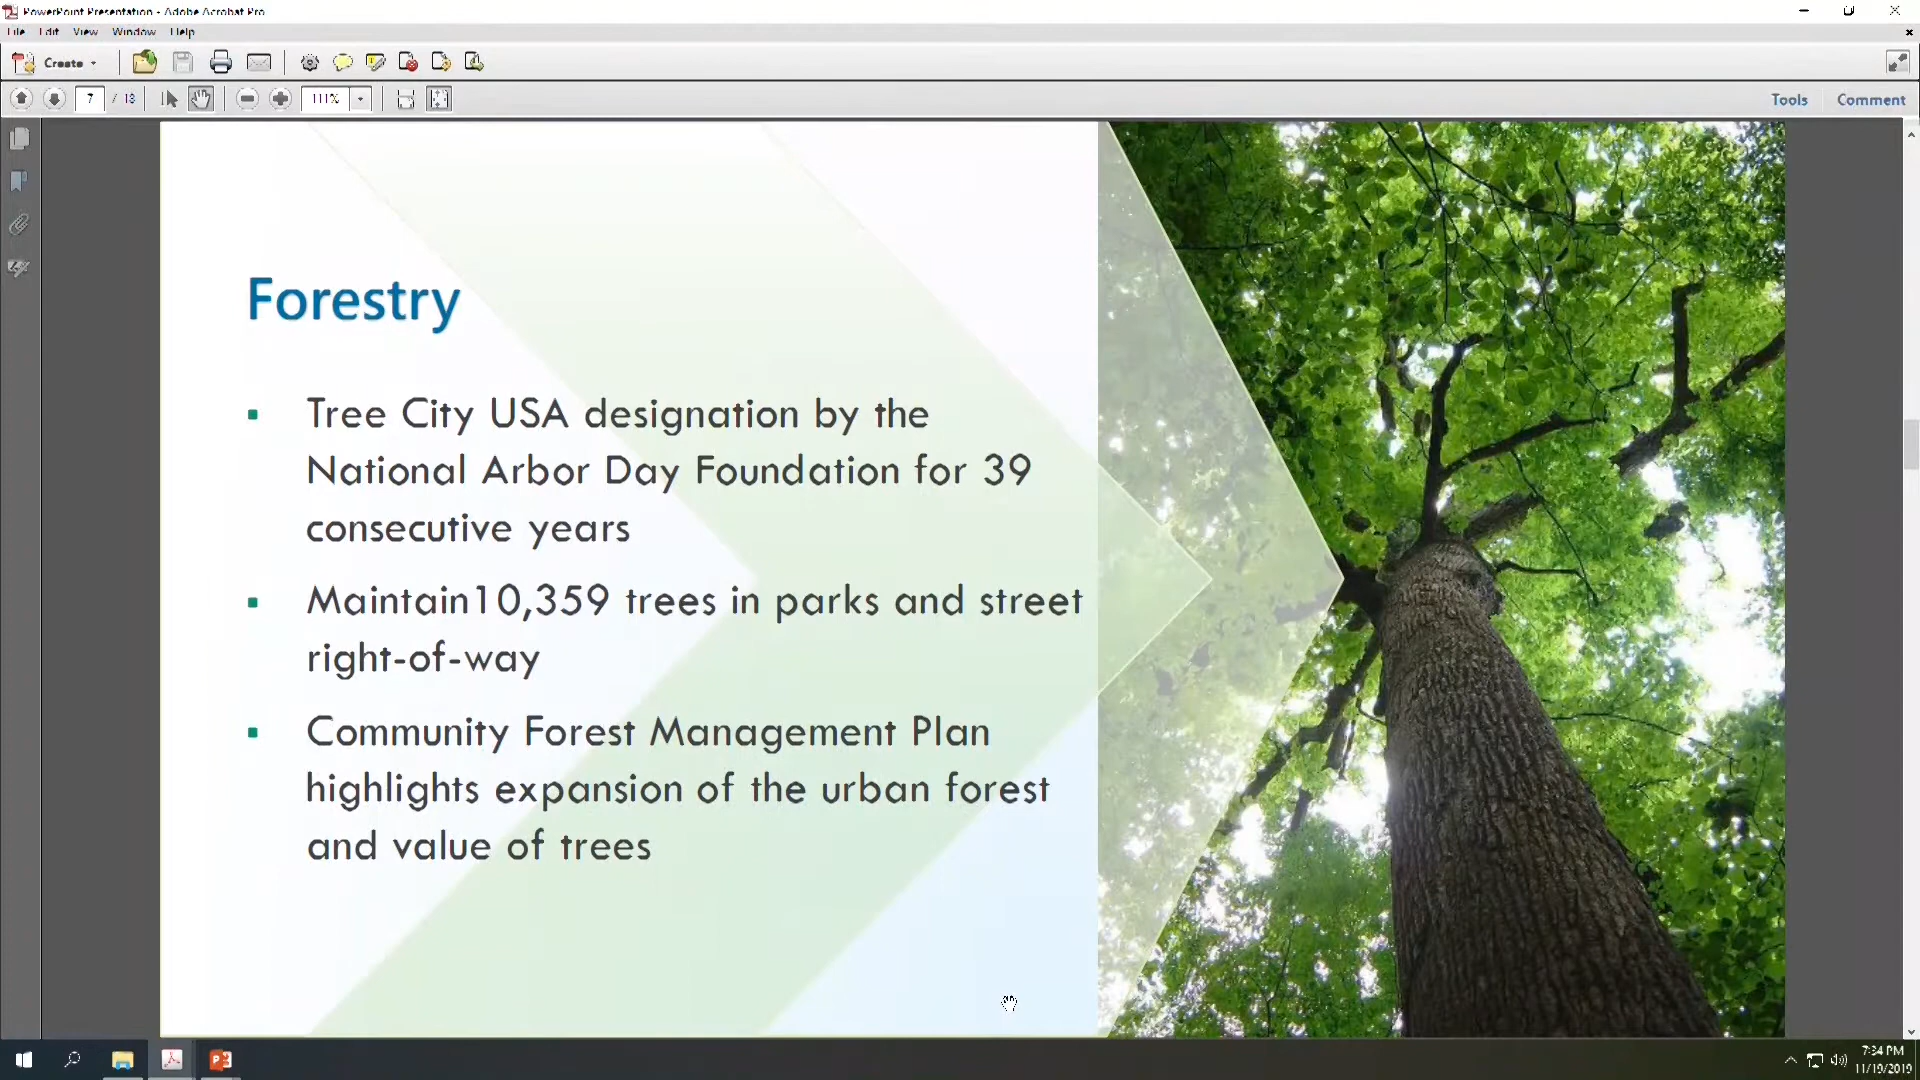 PowerPoint Presentation - Adobe Acrobat Pro
File Edit View Window Help
Create
7 / 13 111% Tools Comment
Forestry
Tree City USA designation by the
National Arbor Day Foundation for 39
consecutive years
Maintain10,359 trees in parks and street
right-of-way
Community Forest Management Plan
highlights expansion of the urban forest
and value of trees
7:34 PM
11/19/2019